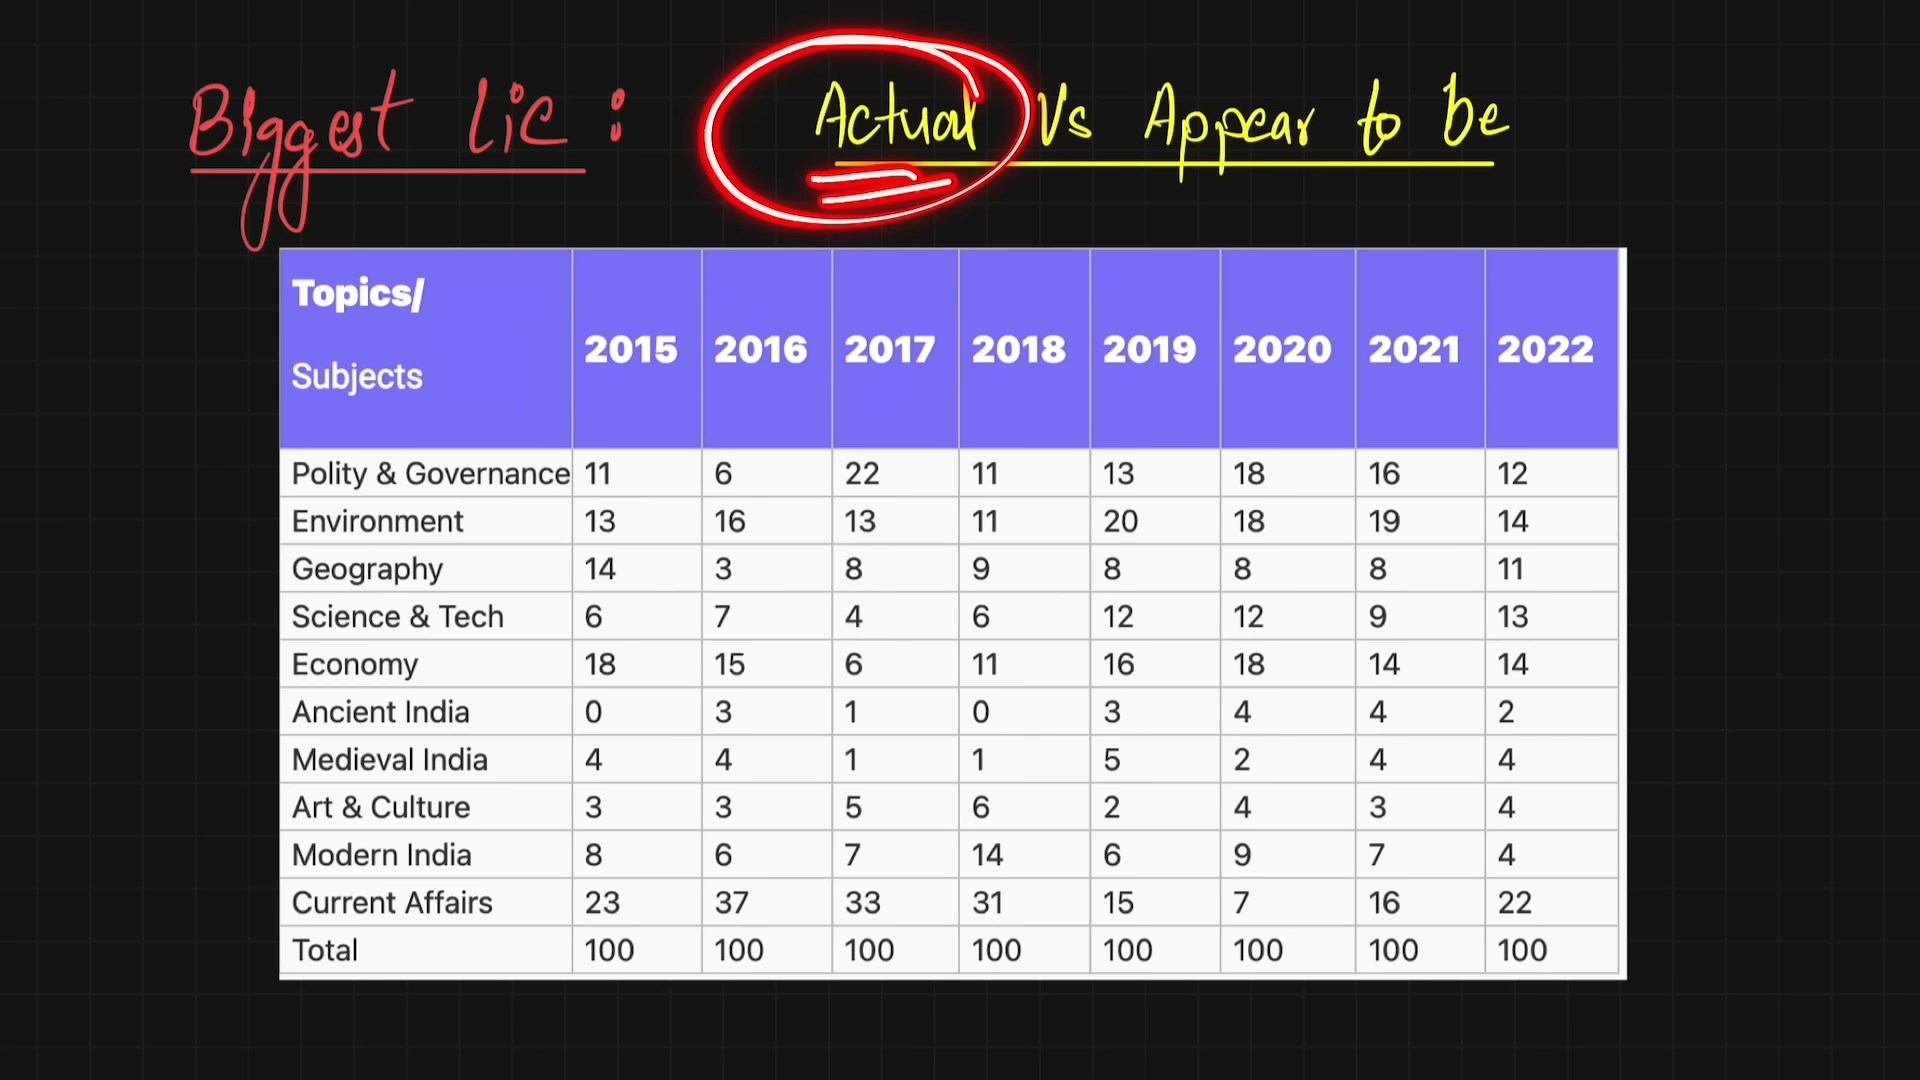 Biggest Lie : Actual Vs Appear to be
Topics/
Subjects 2015 2016 2017 2018 2019 2020 2021 2022
Polity & Governance 11 6 22 11 13 18 16 12
Environment 13 16 13 11 20 18 19 14
Geography 14 3 8 9 8 8 8 11
Science & Tech 6 7 4 6 12 12 9 13
Economy 18 15 6 11 16 18 14 14
Ancient India 0 3 1 0 3 4 4 2
Medieval India 4 4 1 1 5 2 4 4
Art & Culture 3 3 5 6 2 4 3 4
Modern India 8 6 7 14 6 9 7 4
Current Affairs 23 37 33 31 15 7 16 22
Total 100 100 100 100 100 100 100 100